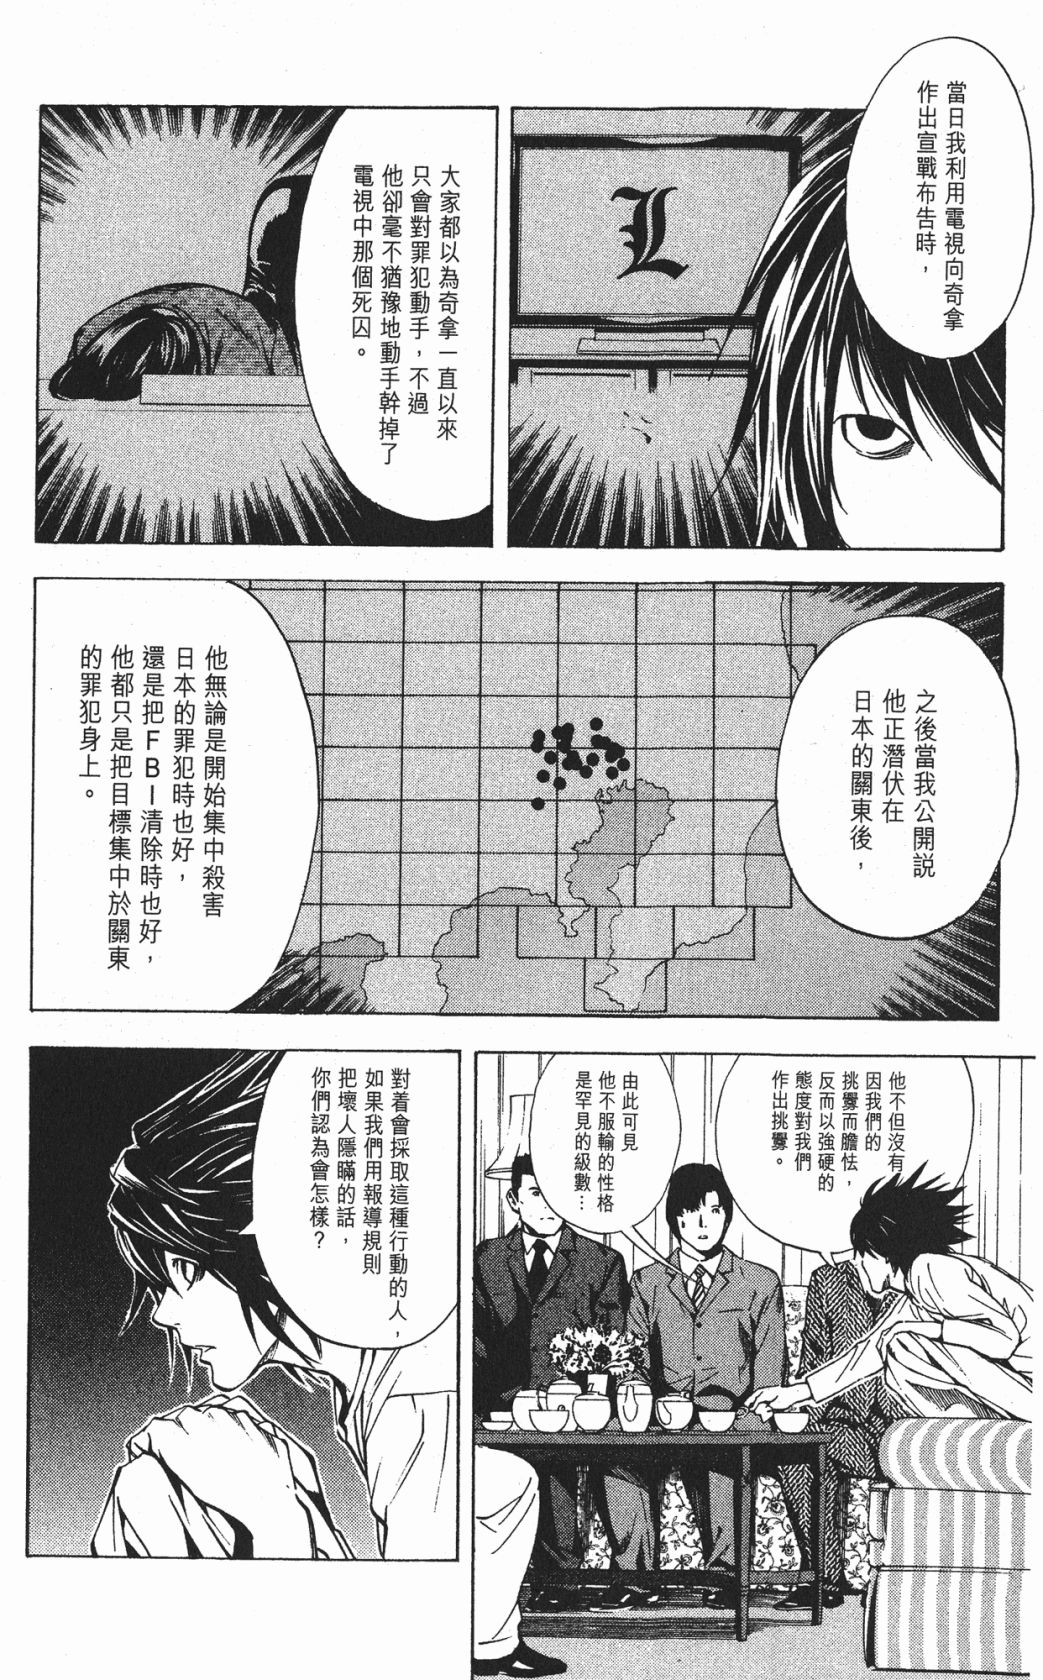 當日我利用電視向奇拿
作出宣戰布告時，
L
大家都以為奇拿一直以來
只會對罪犯動手，不過
他卻毫不猶豫地動手幹掉了
電視中那個死囚。
之後當我公開説
他正潛伏在
日本的關東後，
他無論是開始集中殺害
日本的罪犯時也好，
還是把FBI清除時也好，
他都只是把目標集中於關東
的罪犯身上。
他不但沒有
因我們的
挑釁而膽怯，
反而以強硬的
態度對我們
作出挑釁。
由此可見
他不服輸的性格
是罕見的級數…
對着會採取這種行動的人，
如果我們用報導規則
把壞人隱瞞的話，
你們認為會怎樣？